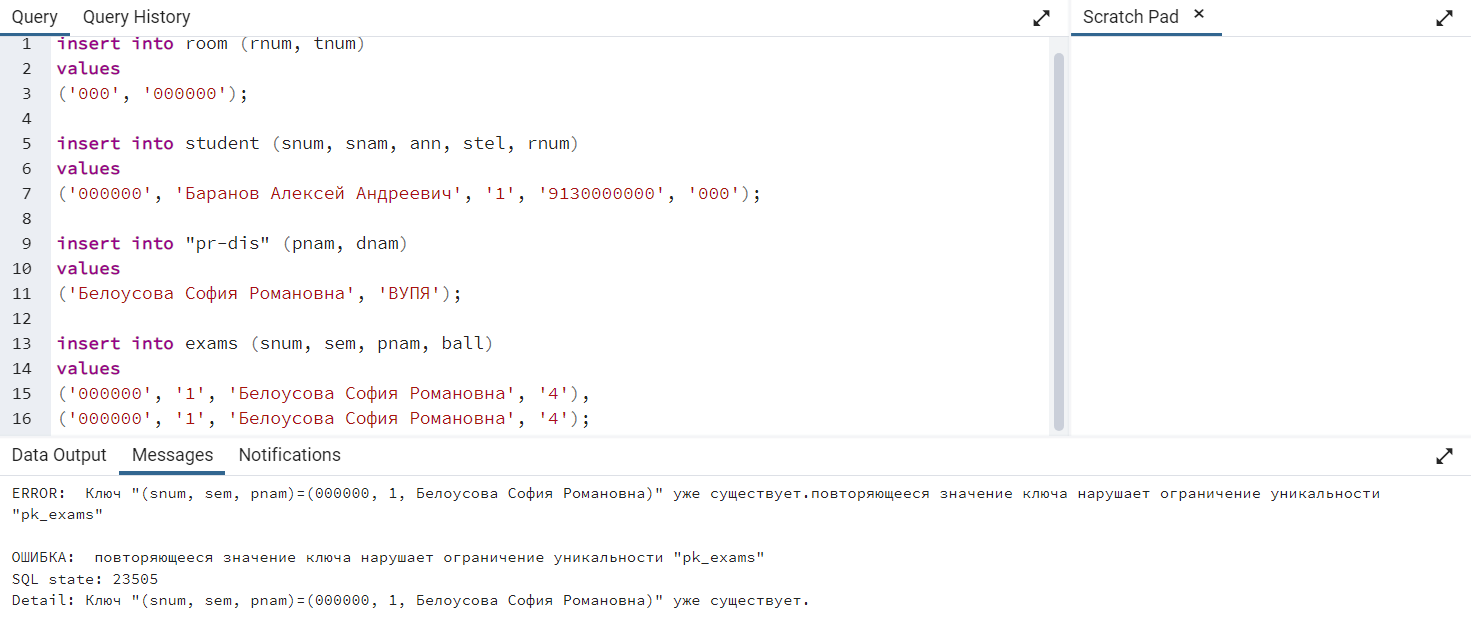 Query Query History Scratch Pad ×
1 insert into room (rnum, tnum)
2 values
3 ('000', '000000');
4
5 insert into student (snum, snam, ann, stel, rnum)
6 values
7 ('000000', 'Баранов Алексей Андреевич', '1', '9130000000', '000');
8
9 insert into "pr-dis" (pnam, dnam)
10 values
11 ('Белоусова София Романовна', 'ВУПЯ');
12
13 insert into exams (snum, sem, pnam, ball)
14 values
15 ('000000', '1', 'Белоусова София Романовна', '4'),
16 ('000000', '1', 'Белоусова София Романовна', '4');
Data Output Messages Notifications
ERROR: Ключ "(snum, sem, pnam)=(000000, 1, Белоусова София Романовна)" уже существует.повторяющееся значение ключа нарушает ограничение уникальности
"pk_exams"
ОШИБКА: повторяющееся значение ключа нарушает ограничение уникальности "pk_exams"
SQL state: 23505
Detail: Ключ "(snum, sem, pnam)=(000000, 1, Белоусова София Романовна)" уже существует.